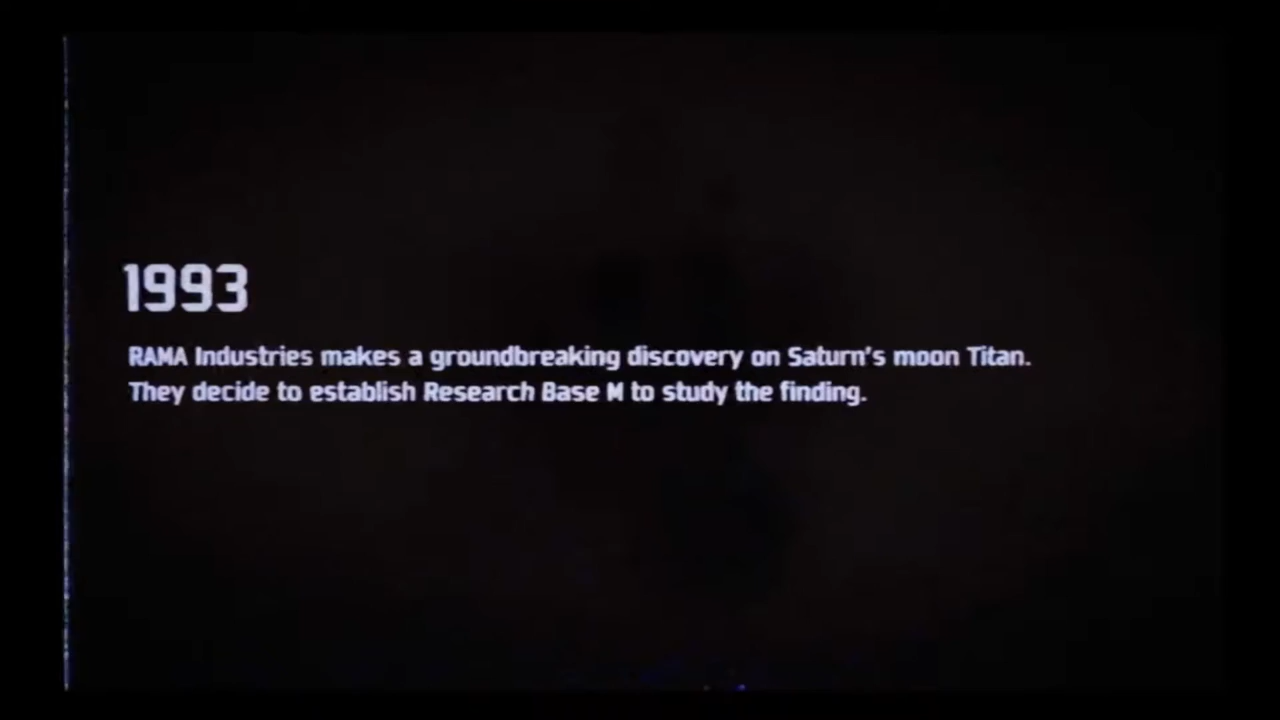 1993
RAMA Industries makes a groundbreaking discovery on Saturn's moon Titan.
They decide to establish Research Base M to study the finding.